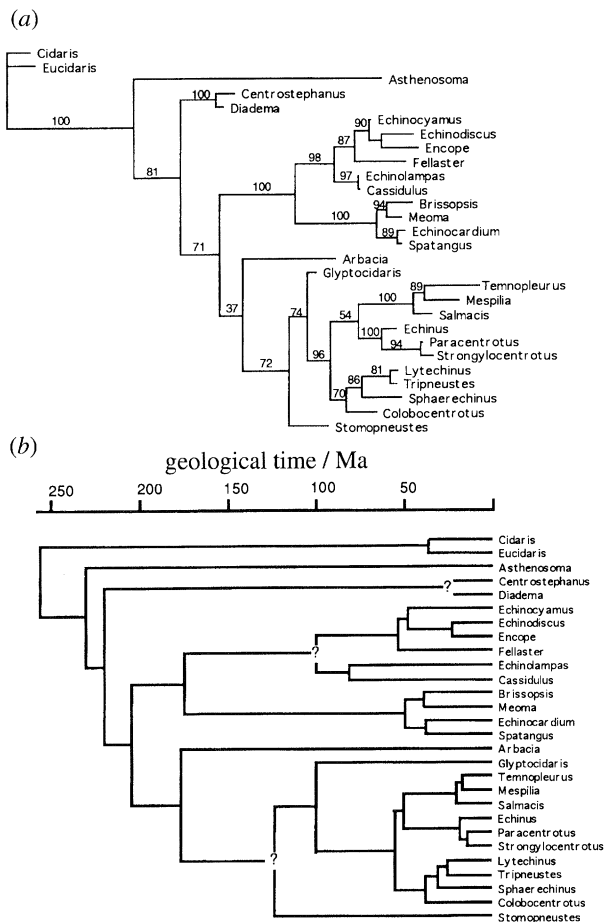 (a)
Cidaris
Eucidaris
Asthenosoma
100
100
Centrostephanus
Diadema
81
90
Echinocyamus
87
Echinodiscus
Encope
98
Fellaster
97
Echinolampas
Cassidulus
100
94
Brissopsis
Meoma
100
89
Echinocardium
Spatangus
71
Arbacia
Glyptocidaris
37
74
89
Temnopleurus
100
Mespilia
Salmacis
54
Echinus
100
94
Paracentrotus
Strongylocentrotus
96
72
81
Lytechinus
86
Tripneustes
70
Sphaerechinus
Colobocentrotus
Stomopneustes
(b)
geological time / Ma
250 200 150 100 50
Cidaris
Eucidaris
Asthenosoma
Centrostephanus
?
Diadema
Echinocyamus
Echinodiscus
Encope
Fellaster
?
Echinolampas
Cassidulus
Brissopsis
Meoma
Echinocardium
Spatangus
Arbacia
Glyptocidaris
Temnopleurus
Mespilia
Salmacis
Echinus
Paracentrotus
Strongylocentrotus
Lytechinus
?
Tripneustes
Sphaerechinus
Colobocentrotus
Stomopneustes